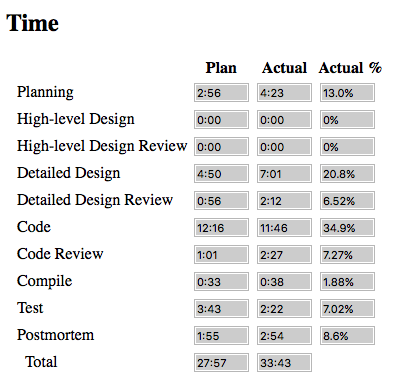 Time
Plan Actual Actual %
Planning 2:56 4:23 13.0%
High-level Design 0:00 0:00 0%
High-level Design Review 0:00 0:00 0%
Detailed Design 4:50 7:01 20.8%
Detailed Design Review 0:56 2:12 6.52%
Code 12:16 11:46 34.9%
Code Review 1:01 2:27 7.27%
Compile 0:33 0:38 1.88%
Test 3:43 2:22 7.02%
Postmortem 1:55 2:54 8.6%
Total 27:57 33:43